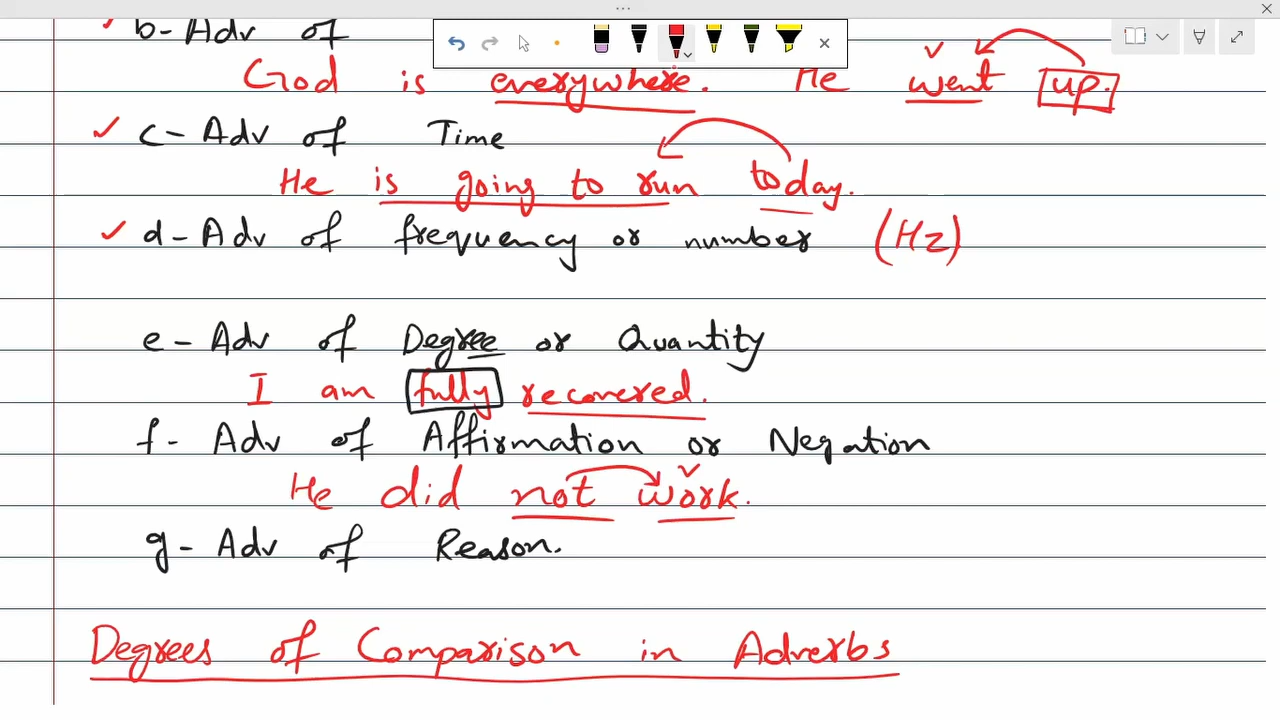 b- Adv of
God is everywhere. He went up.
c- Adv of Time
He is going to run today.
d- Adv of frequency or number (Hz)
e- Adv of Degree or Quantity
I am fully recovered.
f- Adv of Affirmation or Negation
He did not work.
g- Adv of Reason.
Degrees of Comparison in Adverbs